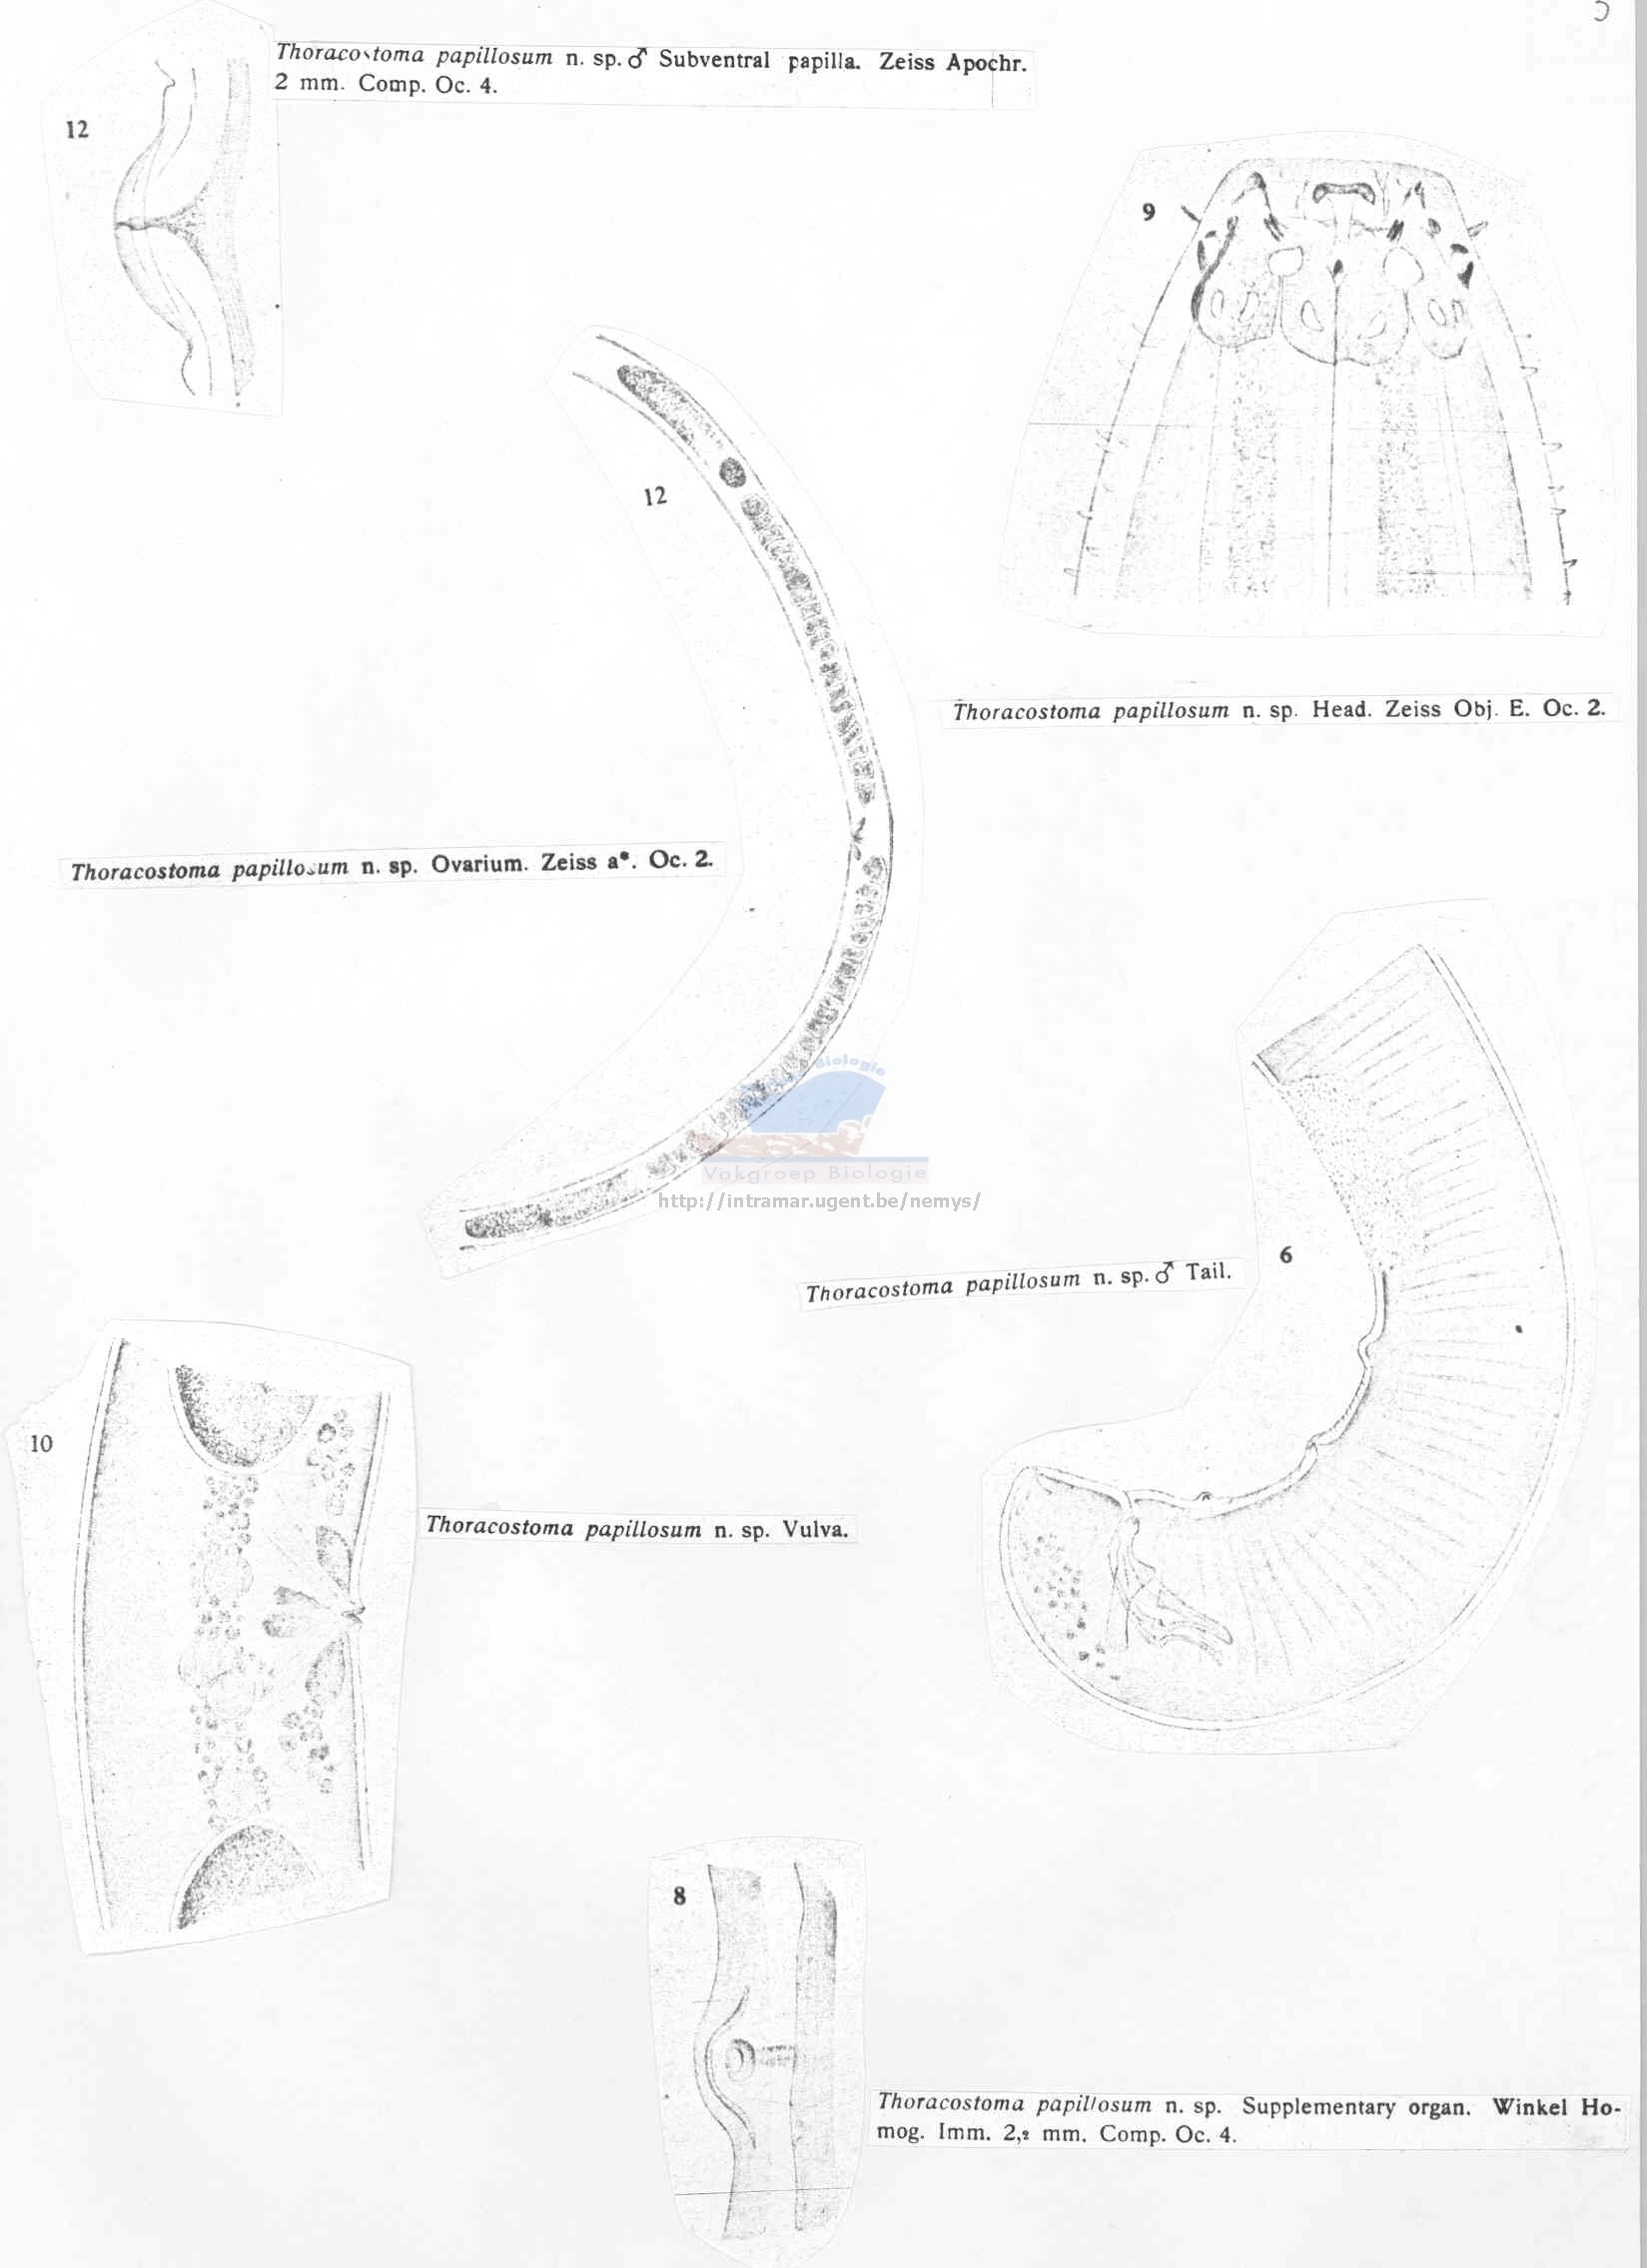 Thoracostoma papillosum n. sp. ♂ Subventral papilla. Zeiss Apochr.
2 mm. Comp. Oc. 4.
12
9
12
Thoracostoma papillosum n. sp. Head. Zeiss Obj. E. Oc. 2.
Thoracostoma papillosum n. sp. Ovarium. Zeiss a*. Oc. 2.
Biologie
Vakgroep Biologie
http://intramar.ugent.be/nemys/
6
Thoracostoma papillosum n. sp. ♂ Tail.
10
Thoracostoma papillosum n. sp. Vulva.
8
Thoracostoma papillosum n. sp. Supplementary organ. Winkel Ho-
mog. Imm. 2,2 mm. Comp. Oc. 4.